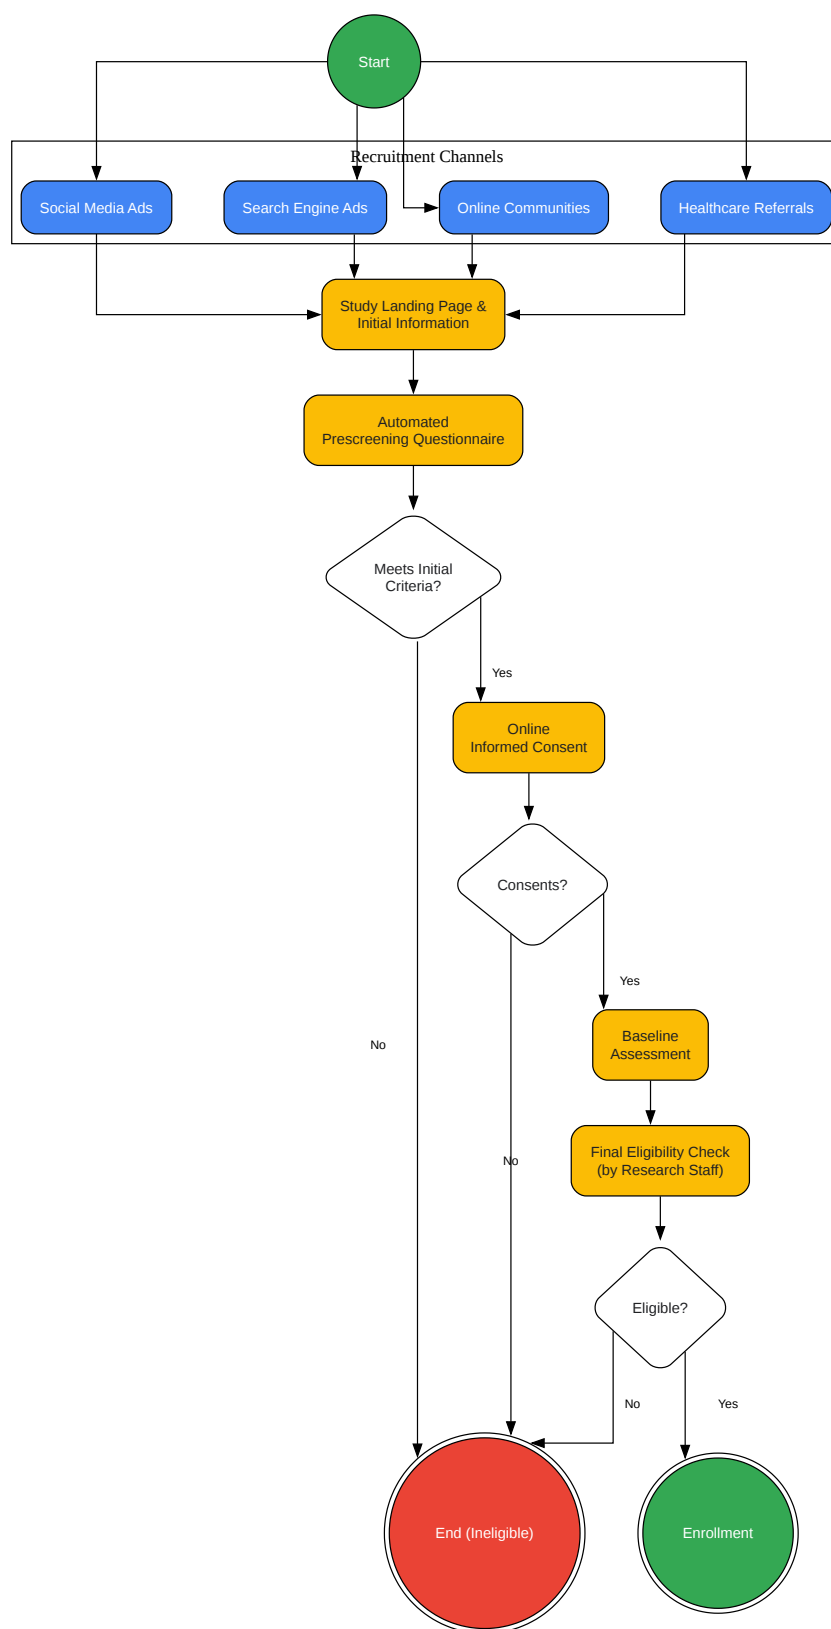 Start
Recruitment Channels
Social Media Ads
Search Engine Ads
Online Communities
Healthcare Referrals
Study Landing Page &
Initial Information
Automated
Prescreening Questionnaire
Meets Initial
Criteria?
Yes
Online
Informed Consent
Consents?
Yes
No
Baseline
Assessment
Final Eligibility Check
(by Research Staff)
No
Eligible?
No
Yes
End (Ineligible)
Enrollment